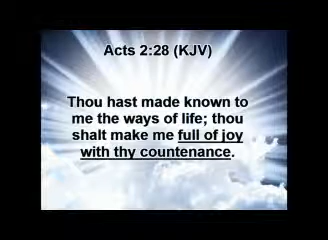 Acts 2:28 (KJV)
Thou hast made known to
me the ways of life; thou
shalt make me full of joy
with thy countenance.